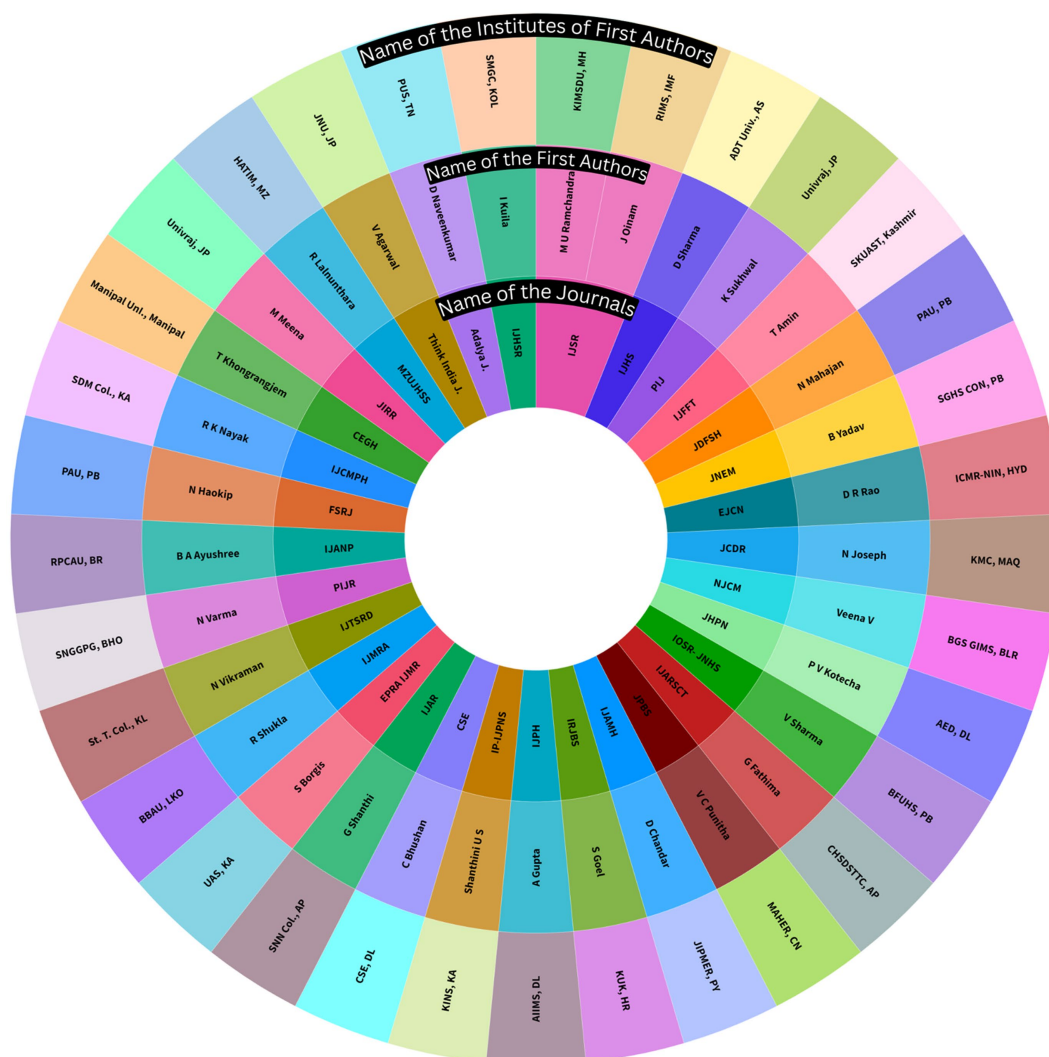 Name of the Institutes of First Authors
KIMSDU, MH
RIMS, IMF
ADT Univ., AS
Univraj, JP
SKUAST, Kashmir
PAU, PB
SGHS CON, PB
ICMR-NIN, HYD
KMC, MAQ
BGS GIMS, BLR
AED, DL
BFUHS, PB
CHSDSTTC, AP
MAHER, CN
JIPMER, PY
KUK, HR
AIIMS, DL
KINS, KA
CSE, DL
SNN Col., AP
UAS, KA
BBAU, LKO
St. T. Col., KL
SNGGPG, BHO
RPCAU, BR
PAU, PB
SDM Col., KA
Manipal Uni., Manipal
Univraj, JP
HATIM, MZ
JNU, JP
PUS, TN
SMGC, KOL
Name of the First Authors
M U Ramchandra
J Oinam
D Sharma
K Sukhwal
T Amin
N Mahajan
B Yadav
D R Rao
N Joseph
Veena V
P V Kotecha
V Sharma
G Fathima
V C Punitha
D Chandar
S Goel
A Gupta
Shanthini U S
C Bhushan
G Shanthi
S Borgis
R Shukla
N Vikraman
N Varma
B A Ayushree
N Haokip
R K Nayak
T Khongrangjem
M Meena
R Lalnunthara
V Agarwal
D Naveenkumar
I Kuila
Name of the Journals
IJSR
IJHS
PIJ
IJFFT
JDFSH
JNEM
EJCN
JCDR
NJCM
JHPN
IOSR. JNHS
IJARSCT
JPBS
IJAMH
IRJBS
IJPH
IP-IJPNS
CSE
IJAR
EPRA IJMR
IJMRA
IJTSRD
PIJR
IJANP
FSRJ
IJCMPH
CEGH
JIRR
MZUJHSS
Think India J.
Adalya J.
IJHSR